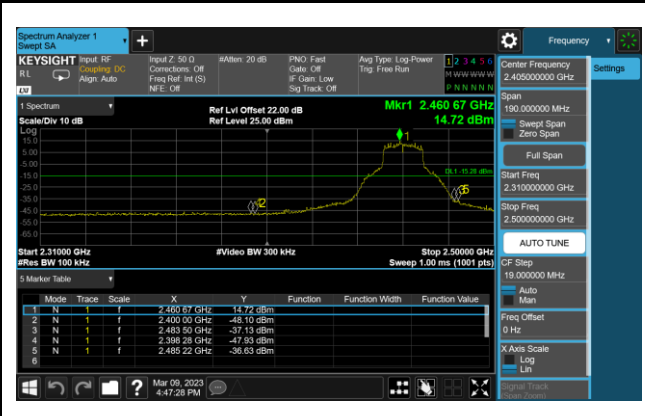 Spectrum Analyzer 1
Swept SA
+
Frequency
KEYSIGHT
Input: RF
Input Z: 50 Ω
#Atten: 20 dB
PNO: Fast
Avg Type: Log-Power
1 2 3 4 5 6
RL
Coupling: DC
Corrections: Off
Gate: Off
Trig: Free Run
M W W W W W
Align: Auto
Freq Ref: Int (S)
IF Gain: Low
NFE: Off
Sig Track: Off
P N N N N N
LXI
1 Spectrum
Ref Lvl Offset 22.00 dB
Mkr1 2.460 67 GHz
Scale/Div 10 dB
Ref Level 25.00 dBm
14.72 dBm
Log
15.0
5.00
-5.00
-15.0
-25.0
-35.0
-45.0
-55.0
-65.0
1
DL1 -15.28 dBm
2
5
Start 2.31000 GHz
#Video BW 300 kHz
Stop 2.50000 GHz
#Res BW 100 kHz
Sweep 1.00 ms (1001 pts)
5 Marker Table
Mode Trace Scale X Y Function Function Width Function Value
1 N 1 f 2.460 67 GHz 14.72 dBm
2 N 1 f 2.400 00 GHz -48.10 dBm
3 N 1 f 2.483 50 GHz -37.13 dBm
4 N 1 f 2.398 28 GHz -47.93 dBm
5 N 1 f 2.485 22 GHz -36.63 dBm
6
?
Mar 09, 2023
4:47:28 PM
Center Frequency
2.405000000 GHz
Settings
Span
190.000000 MHz
Swept Span
Zero Span
Full Span
Start Freq
2.310000000 GHz
Stop Freq
2.500000000 GHz
AUTO TUNE
CF Step
19.000000 MHz
Auto
Man
Freq Offset
0 Hz
X Axis Scale
Log
Lin
Signal Track
(Span Zoom)